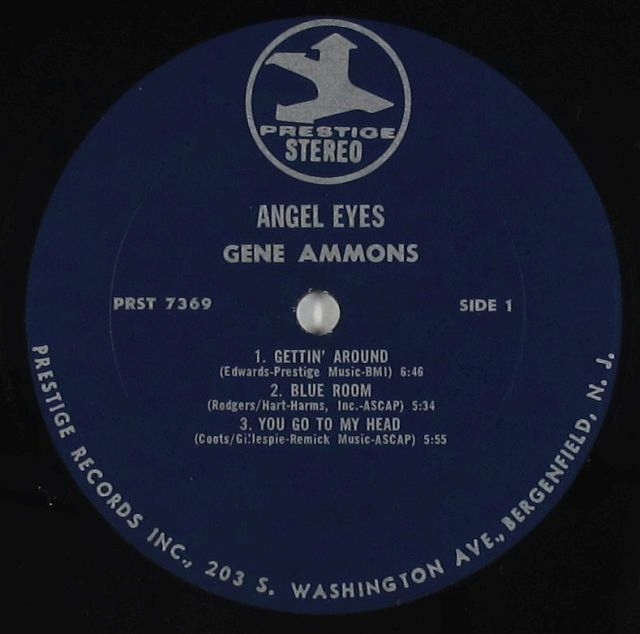 PRESTIGE
STEREO
ANGEL EYES
GENE AMMONS
PRST 7369
SIDE 1
1. GETTIN' AROUND
(Edwards-Prestige Music-BMI) 6:46
2. BLUE ROOM
(Rodgers/Hart-Harms, Inc.-ASCAP) 5:34
3. YOU GO TO MY HEAD
(Coots/Gillespie-Remick Music-ASCAP) 5:55
PRESTIGE RECORDS INC., 203 S. WASHINGTON AVE., BERGENFIELD, N. J.